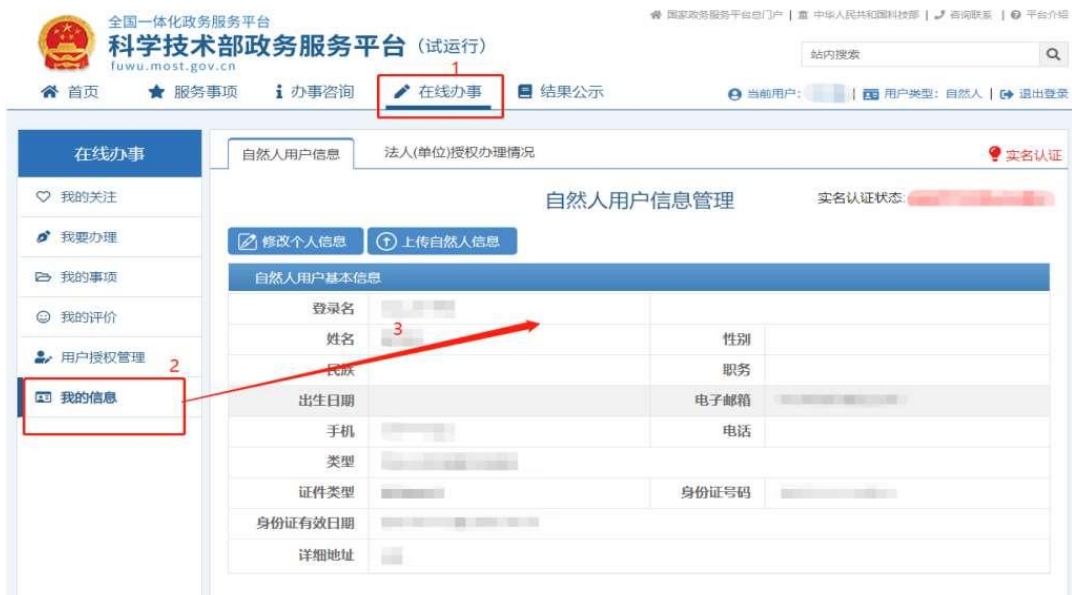 全国一体化政务服务平台
国家政务服务平台总门户 | 中华人民共和国科技部 | 咨询联系 | 平台介绍
科学技术部政务服务平台（试运行）
fuwu.most.gov.cn
站内搜索
1
首页 服务事项 办事咨询 在线办事 结果公示
当前用户： | 用户类型：自然人 | 退出登录
在线办事
自然人用户信息 法人(单位)授权办理情况
实名认证
我的关注
自然人用户信息管理
实名认证状态:
我要办理
修改个人信息 上传自然人信息
我的事项
自然人用户基本信息
登录名
我的评价
姓名 3 性别
用户授权管理 2
民族 职务
我的信息
出生日期 电子邮箱
手机 电话
类型
证件类型 身份证号码
身份证有效日期
详细地址